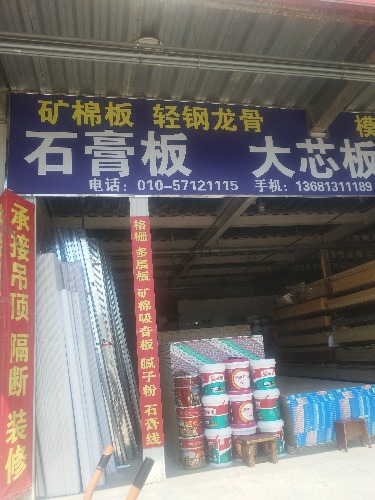 矿棉板 轻钢龙骨
石膏板 大芯板
电话：010-57121115 手机：13681311189
承接吊顶 隔断 装修
格栅 多层板 矿棉吸音板 腻子粉 石膏线